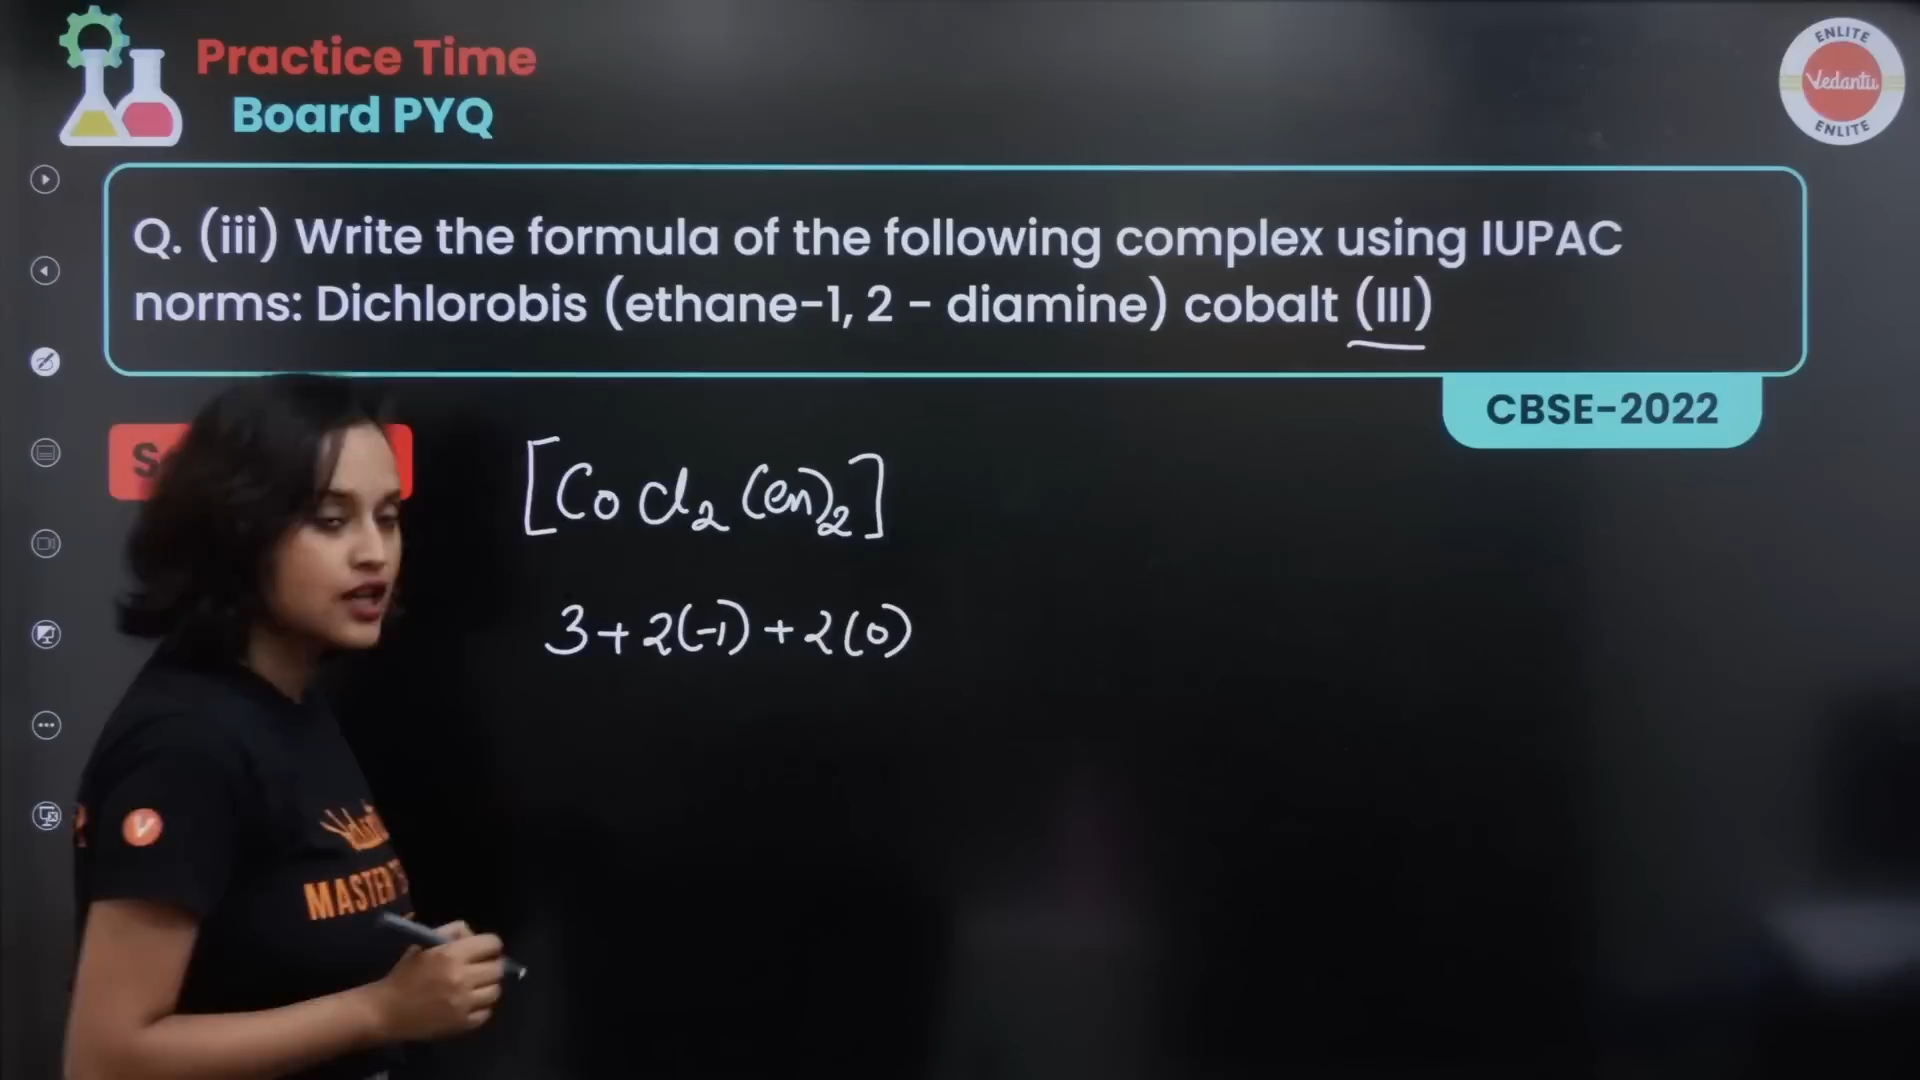 Practice Time
Board PYQ
ENLITE
Vedantu
ENLITE
Q. (iii) Write the formula of the following complex using IUPAC
norms: Dichlorobis (ethane-1, 2 - diamine) cobalt (III)
CBSE-2022
[Co Cl₂ (en)₂]
3+2(-1)+2(0)
V
MASTER